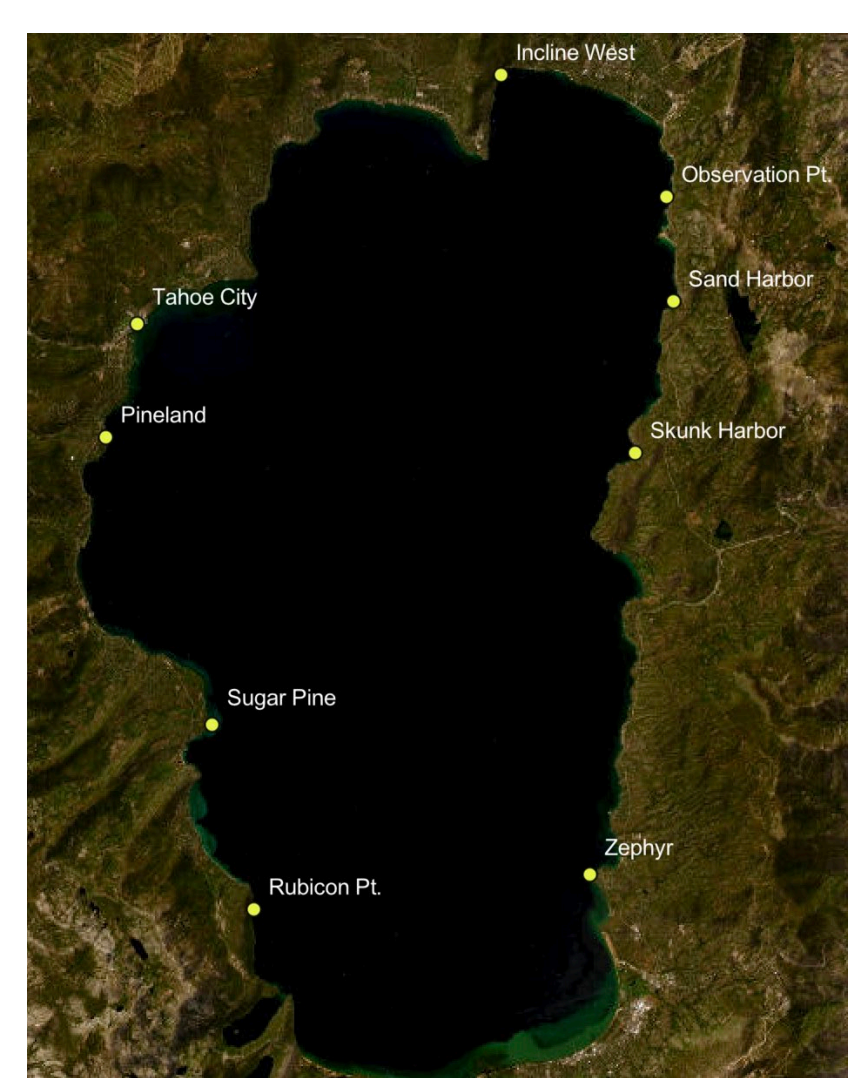 Incline West
Observation Pt.
Sand Harbor
Tahoe City
Pineland
Skunk Harbor
Sugar Pine
Zephyr
Rubicon Pt.